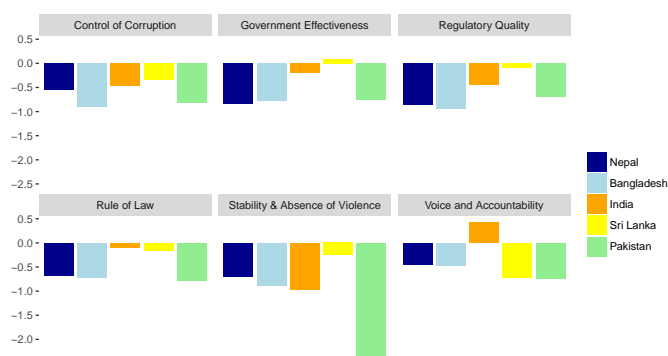 Control of Corruption
Government Effectiveness
Regulatory Quality
0.5
0.0
−0.5
−1.0
−1.5
−2.0
−2.5
Rule of Law
Stability & Absence of Violence
Voice and Accountability
0.5
0.0
−0.5
−1.0
−1.5
−2.0
Nepal
Bangladesh
India
Sri Lanka
Pakistan